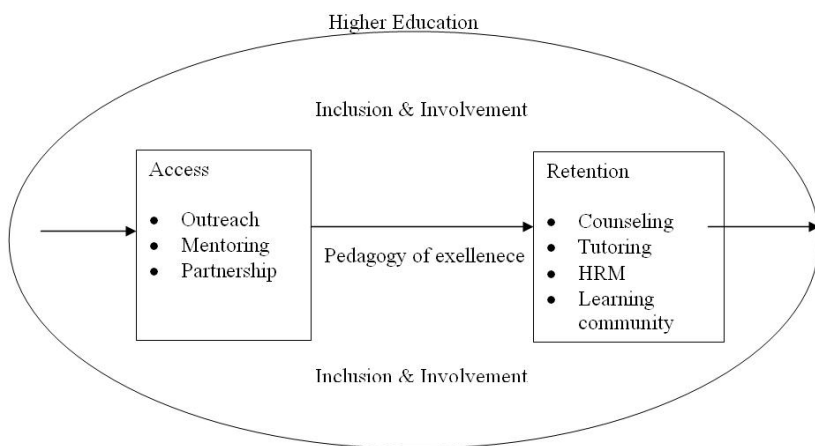 Higher Education
Inclusion & Involvement
Access
● Outreach
● Mentoring
● Partnership
Pedagogy of exellenece
Retention
● Counseling
● Tutoring
● HRM
● Learning
community
Inclusion & Involvement